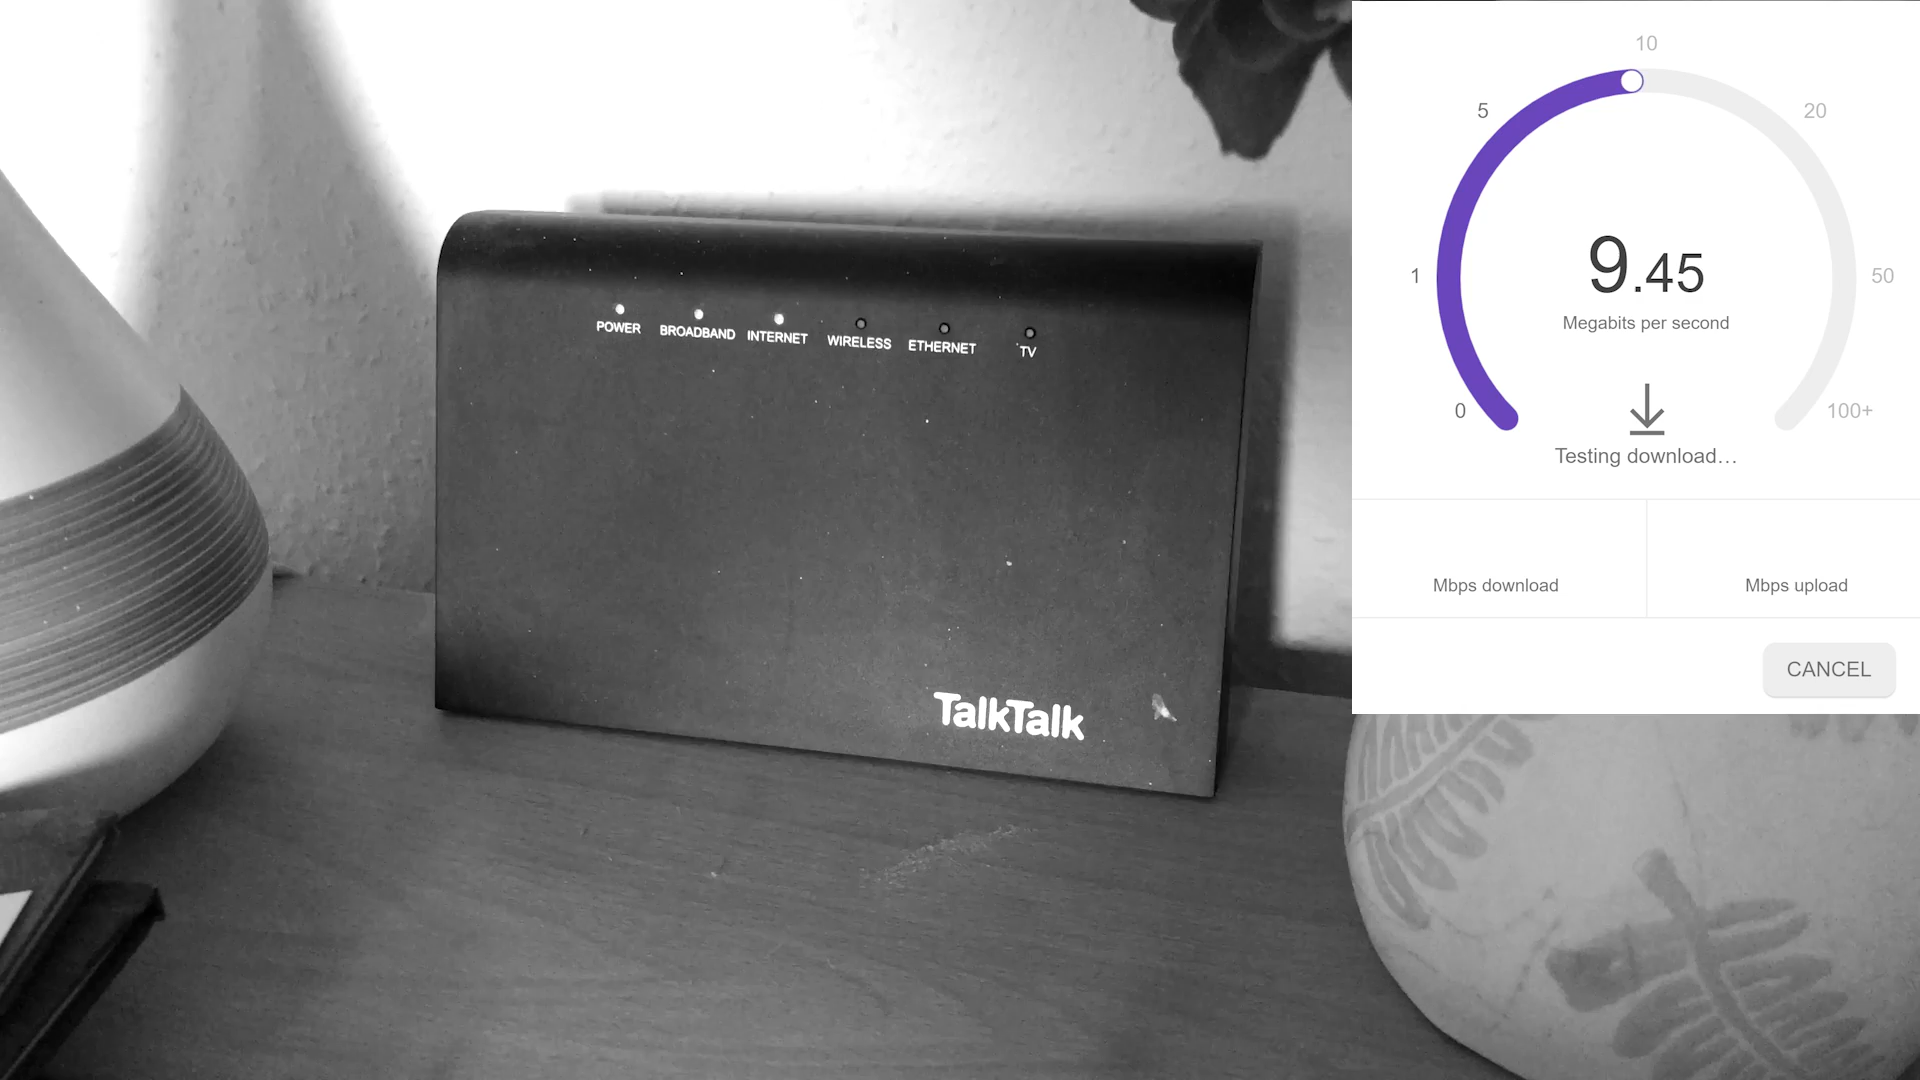 POWER BROADBAND INTERNET WIRELESS ETHERNET TV
TalkTalk
10
5
20
1
50
9.45
Megabits per second
0
100+
Testing download...
Mbps download
Mbps upload
CANCEL